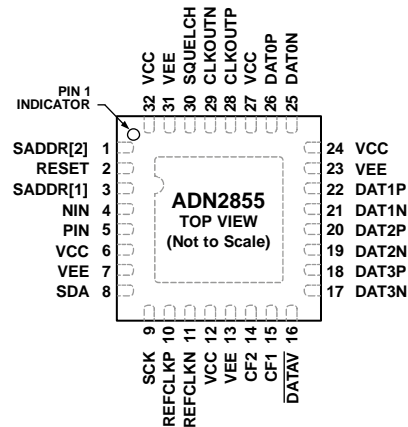 32 VCC
31 VEE
30 SQUELCH
29 CLKOUTN
28 CLKOUTP
27 VCC
26 DAT0P
25 DAT0N
PIN 1
INDICATOR
SADDR[2] 1
RESET 2
SADDR[1] 3
NIN 4
PIN 5
VCC 6
VEE 7
SDA 8
ADN2855
TOP VIEW
(Not to Scale)
24 VCC
23 VEE
22 DAT1P
21 DAT1N
20 DAT2P
19 DAT2N
18 DAT3P
17 DAT3N
SCK 9
REFCLKP 10
REFCLKN 11
VCC 12
VEE 13
CF2 14
CF1 15
DATAV 16